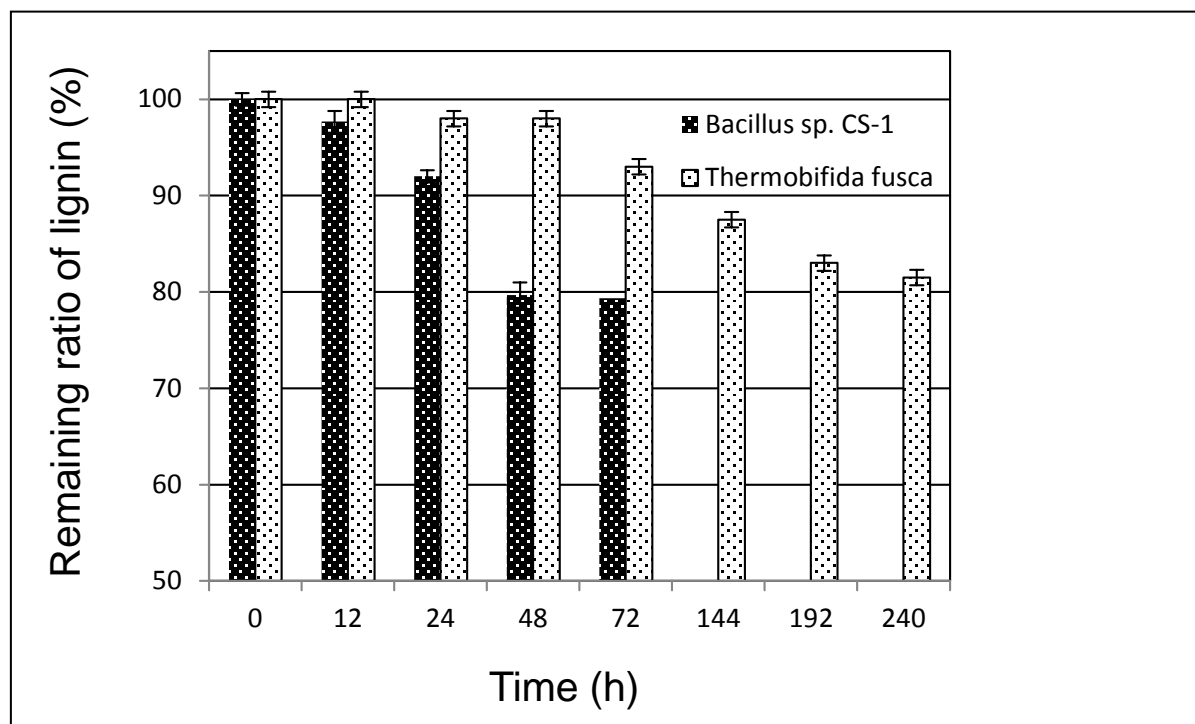 Remaining ratio of lignin (%)
100
90
80
70
60
50
Bacillus sp. CS-1
Thermobifida fusca
0 12 24 48 72 144 192 240
Time (h)